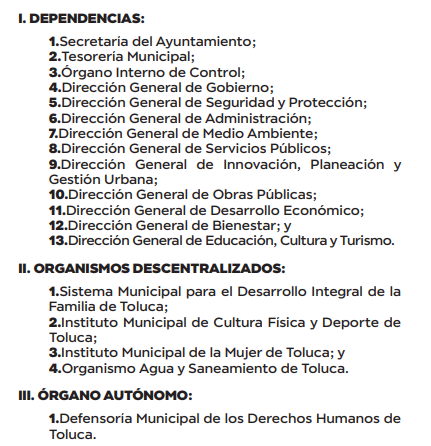 I. DEPENDENCIAS:
1.Secretaría del Ayuntamiento;
2.Tesorería Municipal;
3.Órgano Interno de Control;
4.Dirección General de Gobierno;
5.Dirección General de Seguridad y Protección;
6.Dirección General de Administración;
7.Dirección General de Medio Ambiente;
8.Dirección General de Servicios Públicos;
9.Dirección General de Innovación, Planeación y
Gestión Urbana;
10.Dirección General de Obras Públicas;
11.Dirección General de Desarrollo Económico;
12.Dirección General de Bienestar; y
13.Dirección General de Educación, Cultura y Turismo.
II. ORGANISMOS DESCENTRALIZADOS:
1.Sistema Municipal para el Desarrollo Integral de la
Familia de Toluca;
2.Instituto Municipal de Cultura Física y Deporte de
Toluca;
3.Instituto Municipal de la Mujer de Toluca; y
4.Organismo Agua y Saneamiento de Toluca.
III. ÓRGANO AUTÓNOMO:
1.Defensoría Municipal de los Derechos Humanos de
Toluca.